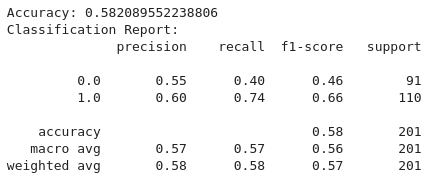 Accuracy: 0.582089552238806
Classification Report:
              precision    recall  f1-score   support

         0.0       0.55      0.40      0.46        91
         1.0       0.60      0.74      0.66       110

    accuracy                           0.58       201
   macro avg       0.57      0.57      0.56       201
weighted avg       0.58      0.58      0.57       201